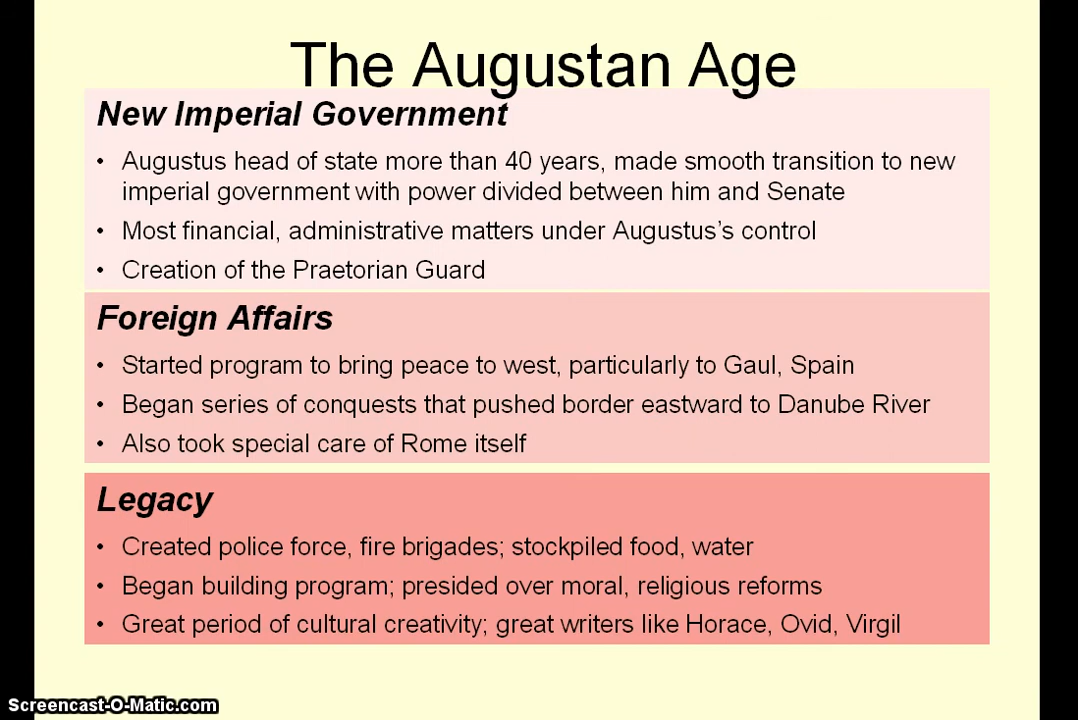 The Augustan Age
New Imperial Government
• Augustus head of state more than 40 years, made smooth transition to new
imperial government with power divided between him and Senate
• Most financial, administrative matters under Augustus’s control
• Creation of the Praetorian Guard
Foreign Affairs
• Started program to bring peace to west, particularly to Gaul, Spain
• Began series of conquests that pushed border eastward to Danube River
• Also took special care of Rome itself
Legacy
• Created police force, fire brigades; stockpiled food, water
• Began building program; presided over moral, religious reforms
• Great period of cultural creativity; great writers like Horace, Ovid, Virgil
Screencast-O-Matic.com